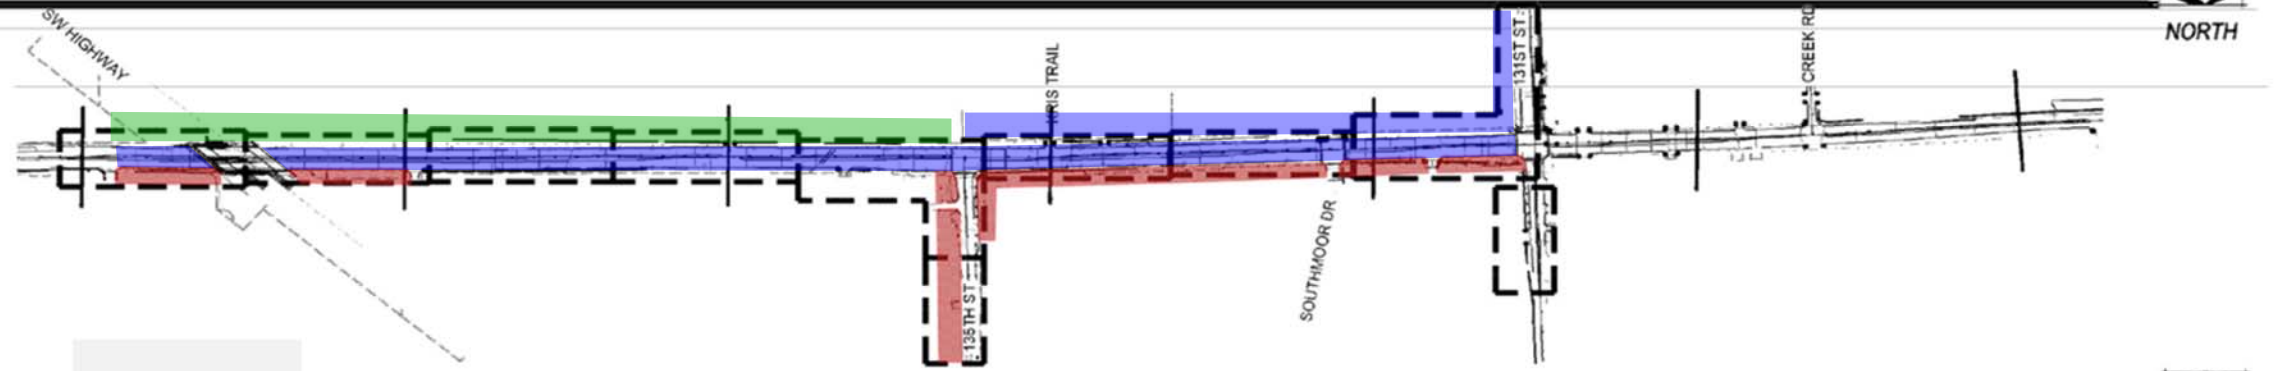 SW HIGHWAY
RIS TRAIL
131ST ST
CREEK RD
NORTH
SOUTHMOOR DR
135TH ST